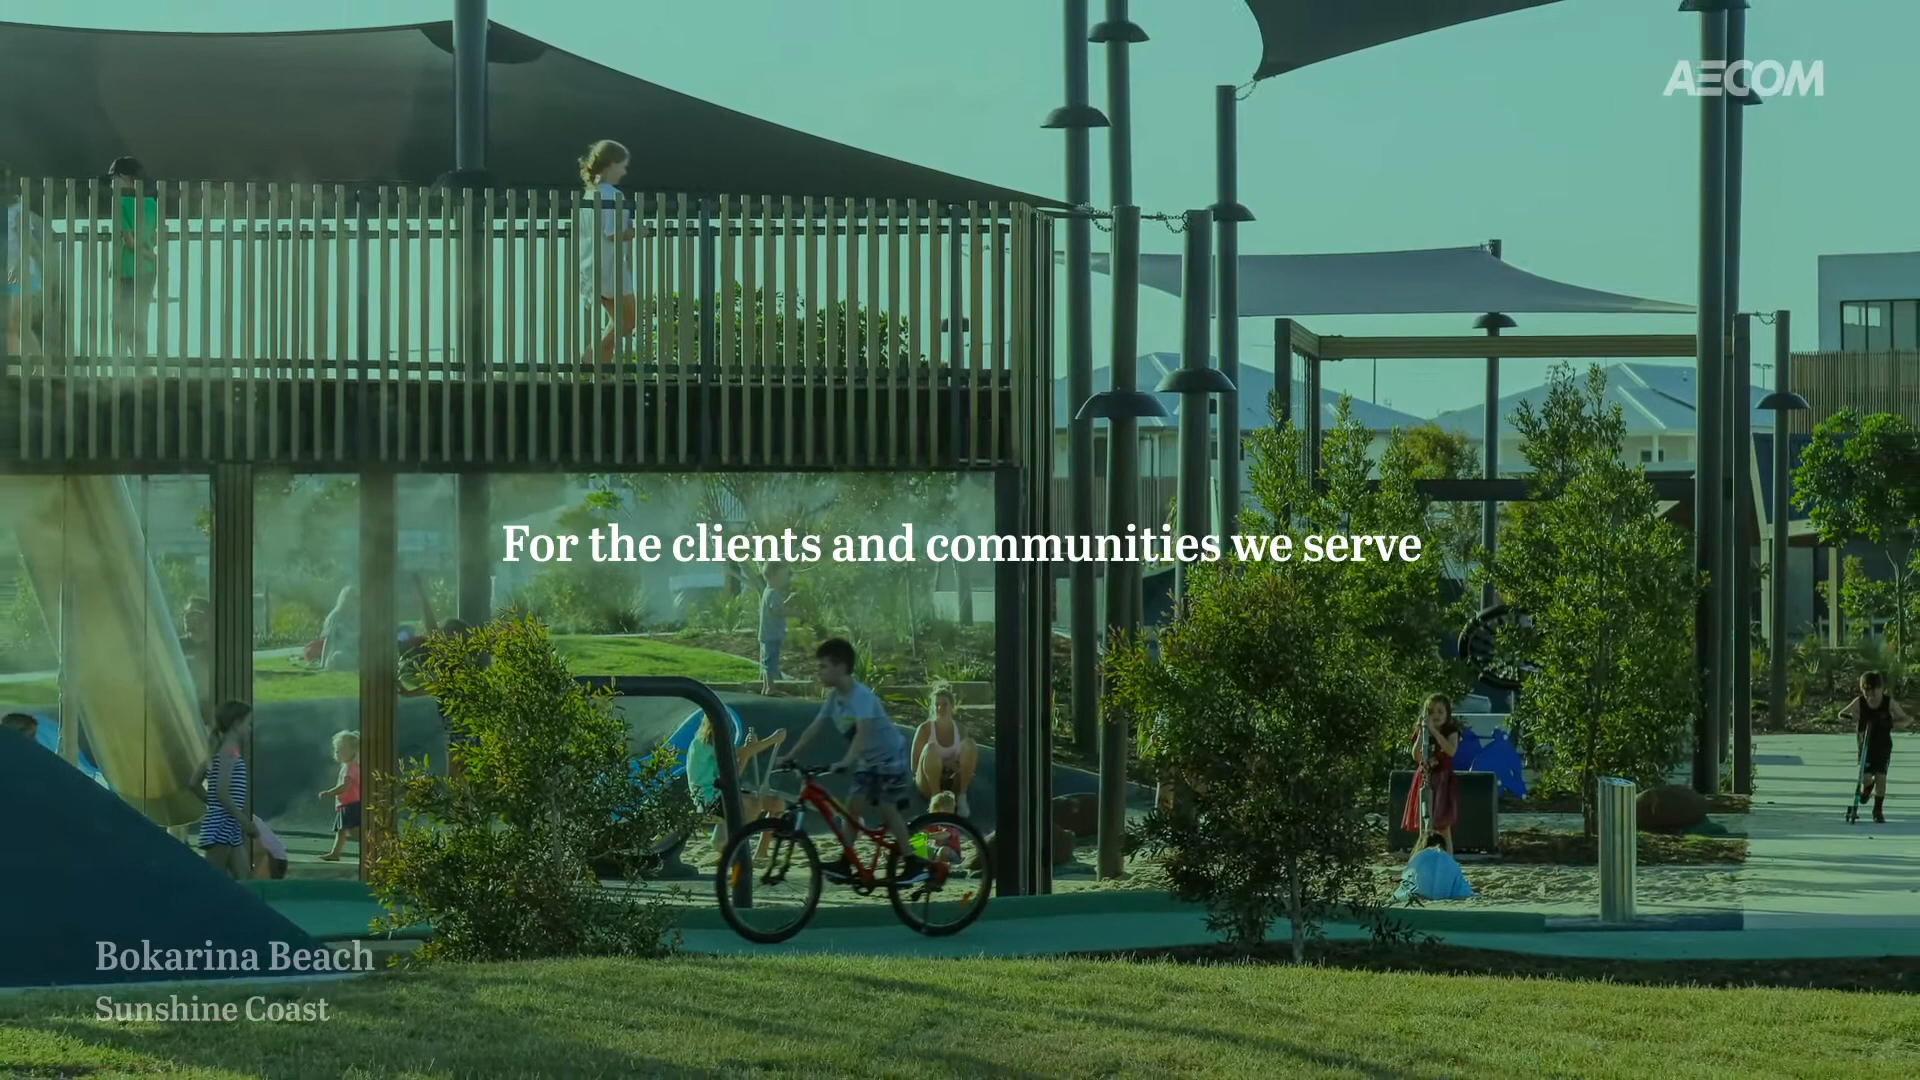 AECOM
For the clients and communities we serve
Bokarina Beach
Sunshine Coast